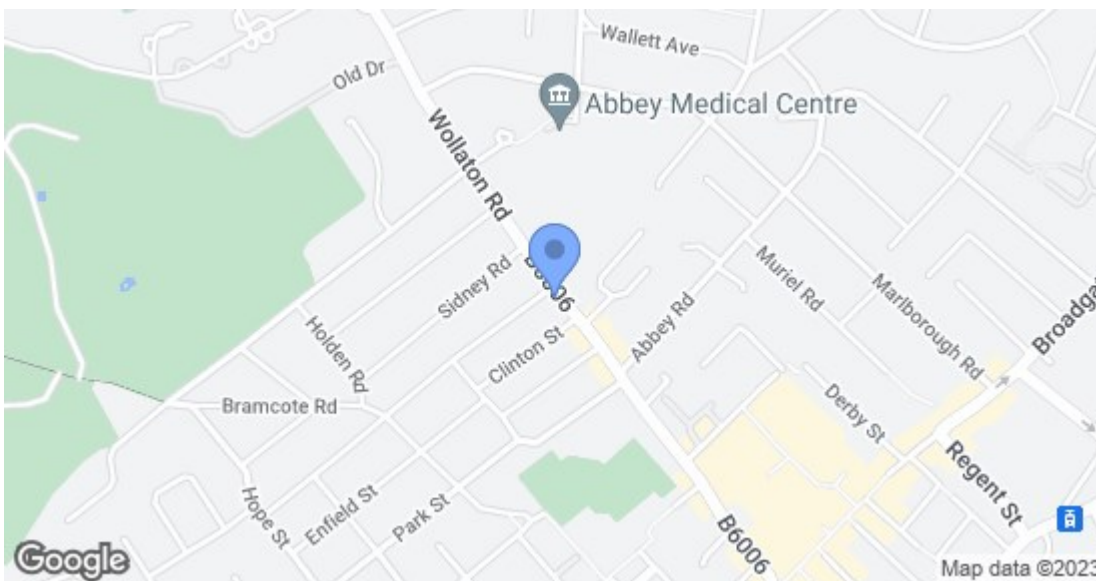 Wallett Ave
Old Dr
Abbey Medical Centre
Wollaton Rd
Sidney Rd
B6006
Muriel Rd
Marlborough Rd
Broadga
Holden Rd
Clinton St
Abbey Rd
Bramcote Rd
Derby St
Regent St
Hope St
Enfield St
Park St
B6006
Google
Map data ©2023